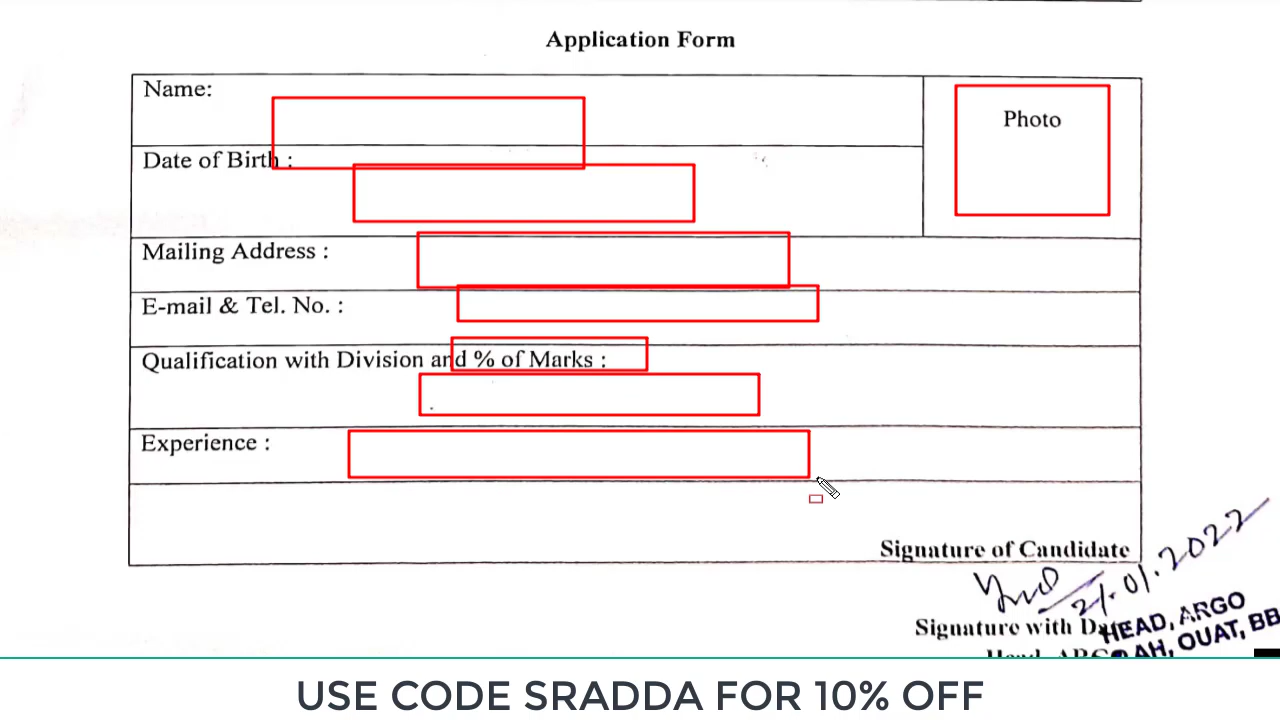 Application Form
Name:
Photo
Date of Birth :
Mailing Address :
E-mail & Tel. No. :
Qualification with Division and % of Marks :
Experience :
Signature of Candidate
21.01.2022
Signature with Date
HEAD, ARGO
AH, OUAT, BB
USE CODE SRADDA FOR 10% OFF